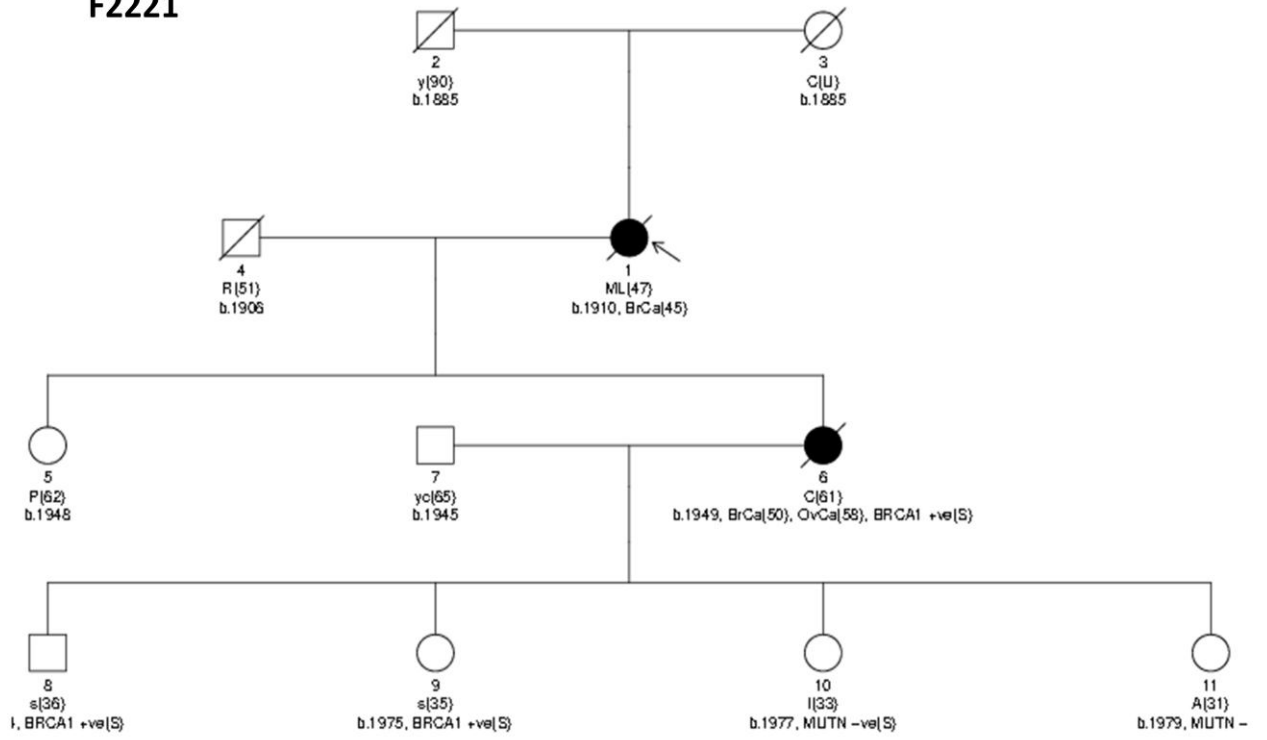 F2221
2 3
y(90) C(U)
b.1885 b.1885
4 1
R(51) ML(47)
b.1906 b.1910, BrCa(45)
5 7 6
P(62) yc(65) C(61)
b.1948 b.1945 b.1949, BrCa(50), OvCa(58), BRCA1 +ve(S)
8 9 10 11
s(36) s(35) I(33) A(31)
, BRCA1 +ve(S) b.1975, BRCA1 +ve(S) b.1977, MUTN -ve(S) b.1979, MUTN -